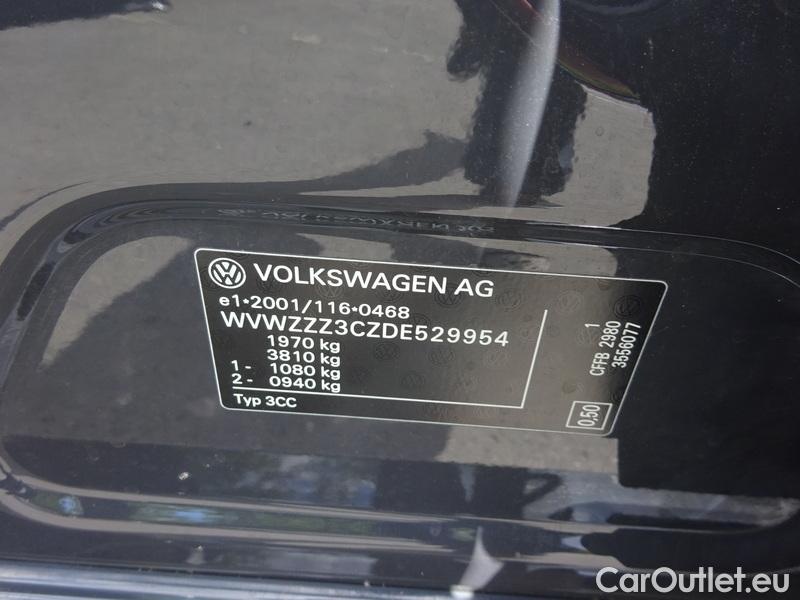 VOLKSWAGEN AG
e1*2001/116*0468
WVWZZZ3CZDE529954
1970 kg
3810 kg
1 - 1080 kg
2 - 0940 kg
Typ 3CC
1
CFFB 2980
3556077
0,50
CarOutlet.eu